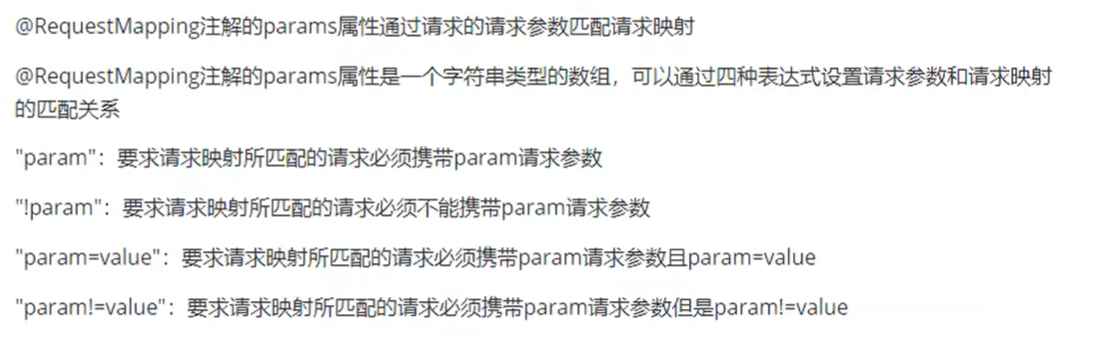 @RequestMapping注解的params属性通过请求的请求参数匹配请求映射
@RequestMapping注解的params属性是一个字符串类型的数组，可以通过四种表达式设置请求参数和请求映射
的匹配关系
"param"：要求请求映射所匹配的请求必须携带param请求参数
"!param"：要求请求映射所匹配的请求必须不能携带param请求参数
"param=value"：要求请求映射所匹配的请求必须携带param请求参数且param=value
"param!=value"：要求请求映射所匹配的请求必须携带param请求参数但是param!=value